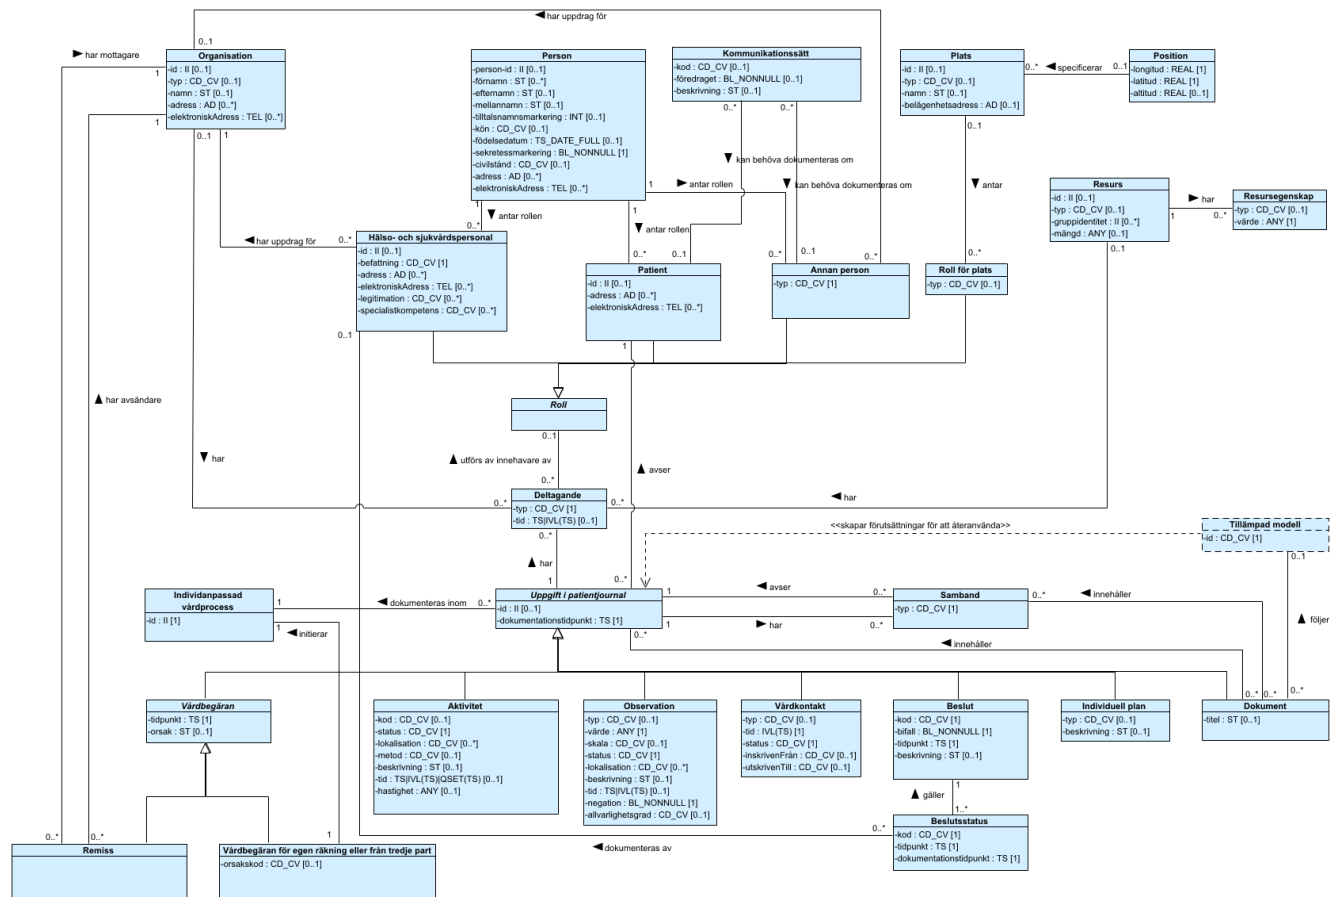 har uppdrag för
0..1
har mottagare
1
Organisation
-id : II [0..1]
-typ : CD_CV [0..1]
-namn : ST [0..1]
-adress : AD [0..*]
-elektroniskAdress : TEL [0..*]
1
0..1
1
Person
-person-id : II [0..1]
-förnamn : ST [0..*]
-efternamn : ST [0..1]
-mellannamn : ST [0..1]
-tilltalsnamnsmarkering : INT [0..1]
-kön : CD_CV [0..1]
-födelsedatum : TS_DATE_FULL [0..1]
-sekretessmarkering : BL_NONNULL [1]
-civilstånd : CD_CV [0..1]
-adress : AD [0..*]
-elektroniskAdress : TEL [0..*]
Kommunikationssätt
-kod : CD_CV [0..1]
-föredraget : BL_NONNULL [0..1]
-beskrivning : ST [0..1]
0..*
0..*
Plats
-id : II [0..1]
-typ : CD_CV [0..1]
-namn : ST [0..1]
-belägenhetsadress : AD [0..1]
0..*
specificerar
0..1
Position
-longitud : REAL [1]
-latitud : REAL [1]
-altitud : REAL [0..1]
0..1
kan behöva dokumenteras om
kan behöva dokumenteras om
antar
1
antar rollen
Resurs
-id : II [0..1]
-typ : CD_CV [0..1]
-gruppidentitet : II [0..*]
-mängd : ANY [0..1]
har
1
0..*
Resursegenskap
-typ : CD_CV [0..1]
-värde : ANY [1]
0..1
1
antar rollen
0..*
1
antar rollen
har uppdrag för
0..*
Hälso- och sjukvårdspersonal
-id : II [0..1]
-befattning : CD_CV [1]
-adress : AD [0..*]
-elektroniskAdress : TEL [0..*]
-legitimation : CD_CV [0..*]
-specialistkompetens : CD_CV [0..*]
0..1
0..*
0..1
Patient
-id : II [0..1]
-adress : AD [0..*]
-elektroniskAdress : TEL [0..*]
1
0..*
0..1
0..*
Annan person
-typ : CD_CV [1]
0..*
Roll för plats
-typ : CD_CV [0..1]
har avsändare
Roll
0..1
har
utförs av innehavare av
avser
0..*
0..*
Deltagande
-typ : CD_CV [1]
-tid : TS|IVL(TS) [0..1]
0..*
har
0..*
<<skapar förutsättningar för att återanvända>>
Tillämpad modell
-id : CD_CV [1]
0..1
har
1
0..*
Individanpassad
vårdprocess
-id : II [1]
1
dokumenteras inom
0..*
1
initierar
Uppgift i patientjournal
-id : II [0..1]
-dokumentationstidpunkt : TS [1]
1
avser
0..*
1
har
0..*
0..*
Samband
-typ : CD_CV [1]
0..*
innehåller
innehåller
följer
0..*
0..*
0..*
Vårdbegäran
-tidpunkt : TS [1]
-orsak : ST [0..1]
Aktivitet
-kod : CD_CV [0..1]
-status : CD_CV [1]
-lokalisation : CD_CV [0..*]
-metod : CD_CV [0..1]
-beskrivning : ST [0..1]
-tid : TS|IVL(TS)|QSET(TS) [0..1]
-hastighet : ANY [0..1]
Observation
-typ : CD_CV [0..1]
-värde : ANY [1]
-skala : CD_CV [0..1]
-status : CD_CV [1]
-lokalisation : CD_CV [0..*]
-beskrivning : ST [0..1]
-tid : TS|IVL(TS) [0..1]
-negation : BL_NONNULL [1]
-allvarlighetsgrad : CD_CV [0..1]
Vårdkontakt
-typ : CD_CV [0..1]
-tid : IVL(TS) [1]
-status : CD_CV [1]
-inskrivenFrån : CD_CV [0..1]
-utskrivenTill : CD_CV [0..1]
Beslut
-kod : CD_CV [1]
-bifall : BL_NONNULL [1]
-tidpunkt : TS [1]
-beskrivning : ST [0..1]
Individuell plan
-typ : CD_CV [0..1]
-beskrivning : ST [0..1]
Dokument
-titel : ST [0..1]
1
gäller
1..*
0..*
Beslutsstatus
-kod : CD_CV [1]
-tidpunkt : TS [1]
-dokumentationstidpunkt : TS [1]
dokumenteras av
0..*
0..*
1
Remiss
Vårdbegäran för egen räkning eller från tredje part
-orsakskod : CD_CV [0..1]